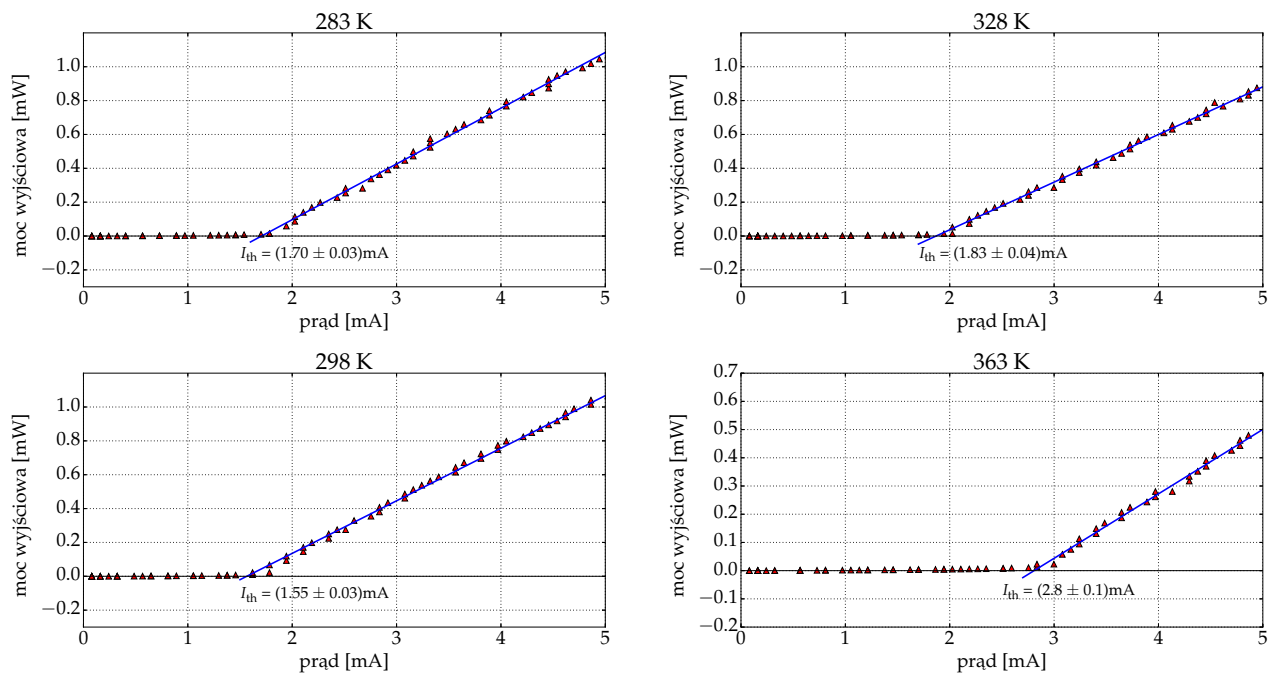 283 K
moc wyjściowa [mW]
1.0
0.8
0.6
0.4
0.2
0.0
−0.2
I_th = (1.70 ± 0.03)mA
0 1 2 3 4 5
prąd [mA]
328 K
moc wyjściowa [mW]
1.0
0.8
0.6
0.4
0.2
0.0
−0.2
I_th = (1.83 ± 0.04)mA
0 1 2 3 4 5
prąd [mA]
298 K
moc wyjściowa [mW]
1.0
0.8
0.6
0.4
0.2
0.0
−0.2
I_th = (1.55 ± 0.03)mA
0 1 2 3 4 5
prąd [mA]
363 K
moc wyjściowa [mW]
0.7
0.6
0.5
0.4
0.3
0.2
0.1
0.0
−0.1
−0.2
I_th = (2.8 ± 0.1)mA
0 1 2 3 4 5
prąd [mA]